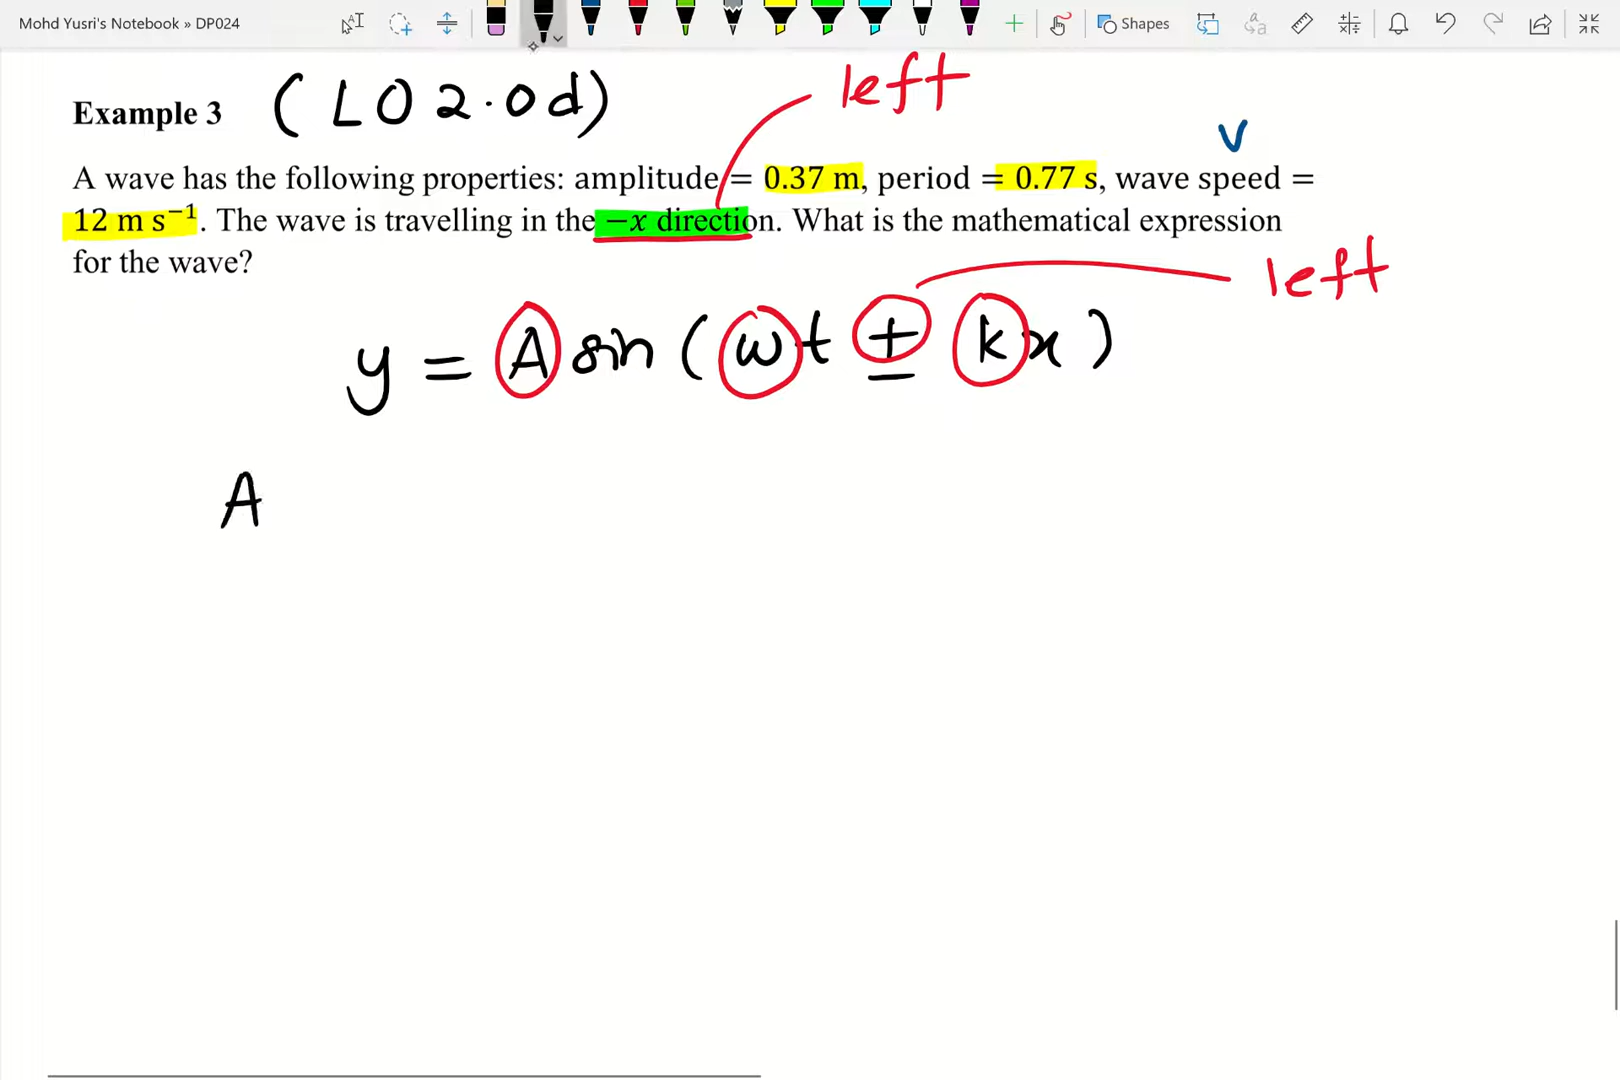 Mohd Yusri's Notebook » DP024
Shapes
left
Example 3 (LO 2.0d)
v
A wave has the following properties: amplitude = 0.37 m, period = 0.77 s, wave speed =
12 m s⁻¹. The wave is travelling in the −x direction. What is the mathematical expression
for the wave?
left
y = A sin (ωt ± kx)
A